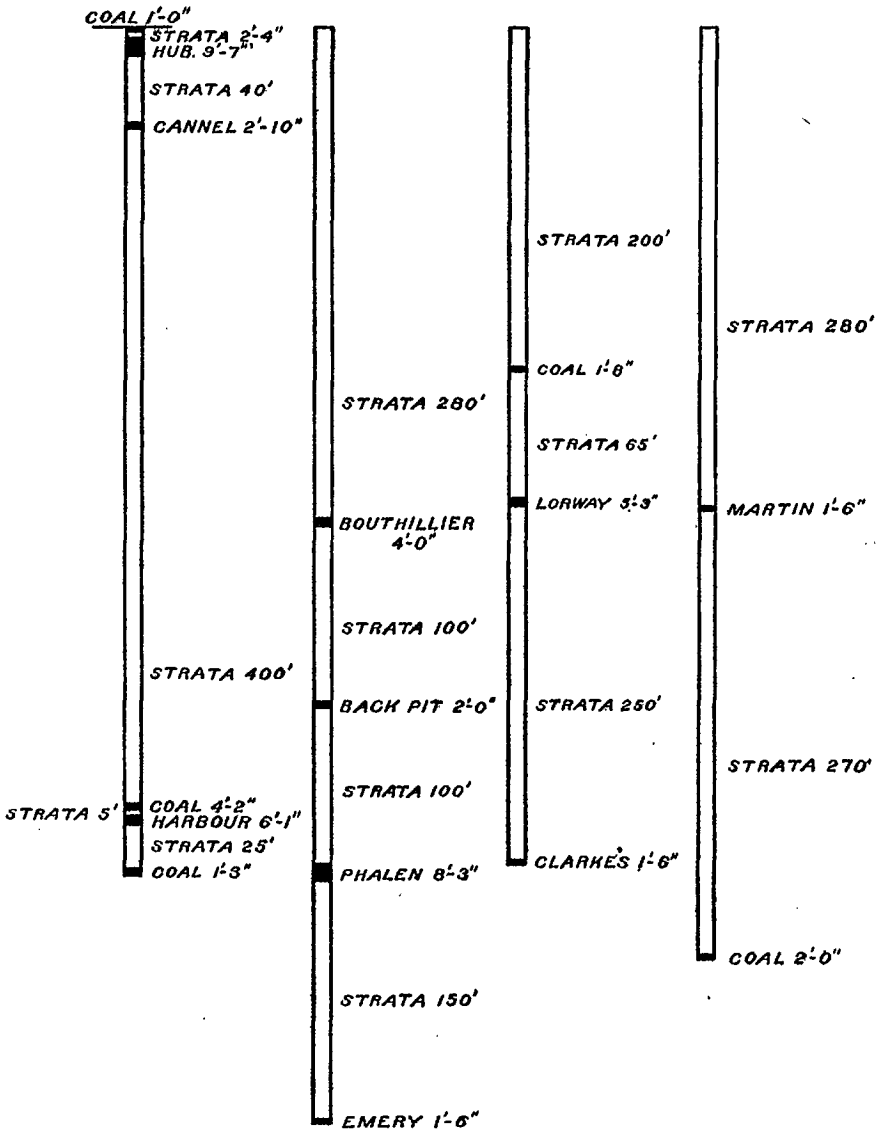 COAL 1'-0"
STRATA 2'-4"
HUB. 9'-7"
STRATA 40'
CANNEL 2'-10"
STRATA 400'
COAL 4'-2"
STRATA 5'
HARBOUR 6'-1"
STRATA 25'
COAL 1'-3"
STRATA 280'
BOUTHILLIER
4'-0"
STRATA 100'
BACK PIT 2'-0"
STRATA 100'
PHALEN 8'-3"
STRATA 150'
EMERY 1'-6"
STRATA 200'
COAL 1'-8"
STRATA 65'
LORWAY 5'-3"
STRATA 250'
CLARKE'S 1'-6"
STRATA 280'
MARTIN 1'-6"
STRATA 270'
COAL 2'-0"